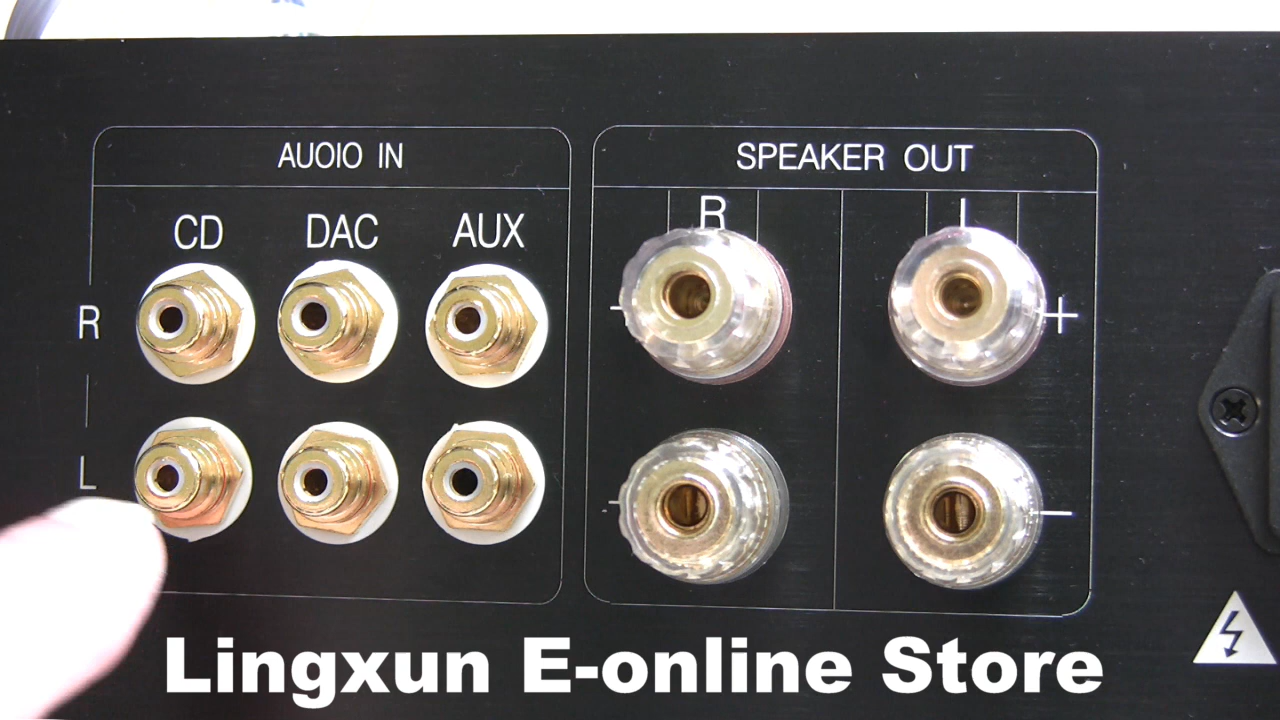 AUOIO IN
SPEAKER OUT
CD DAC AUX
R L
R
L
+
-
-
-
Lingxun E-online Store